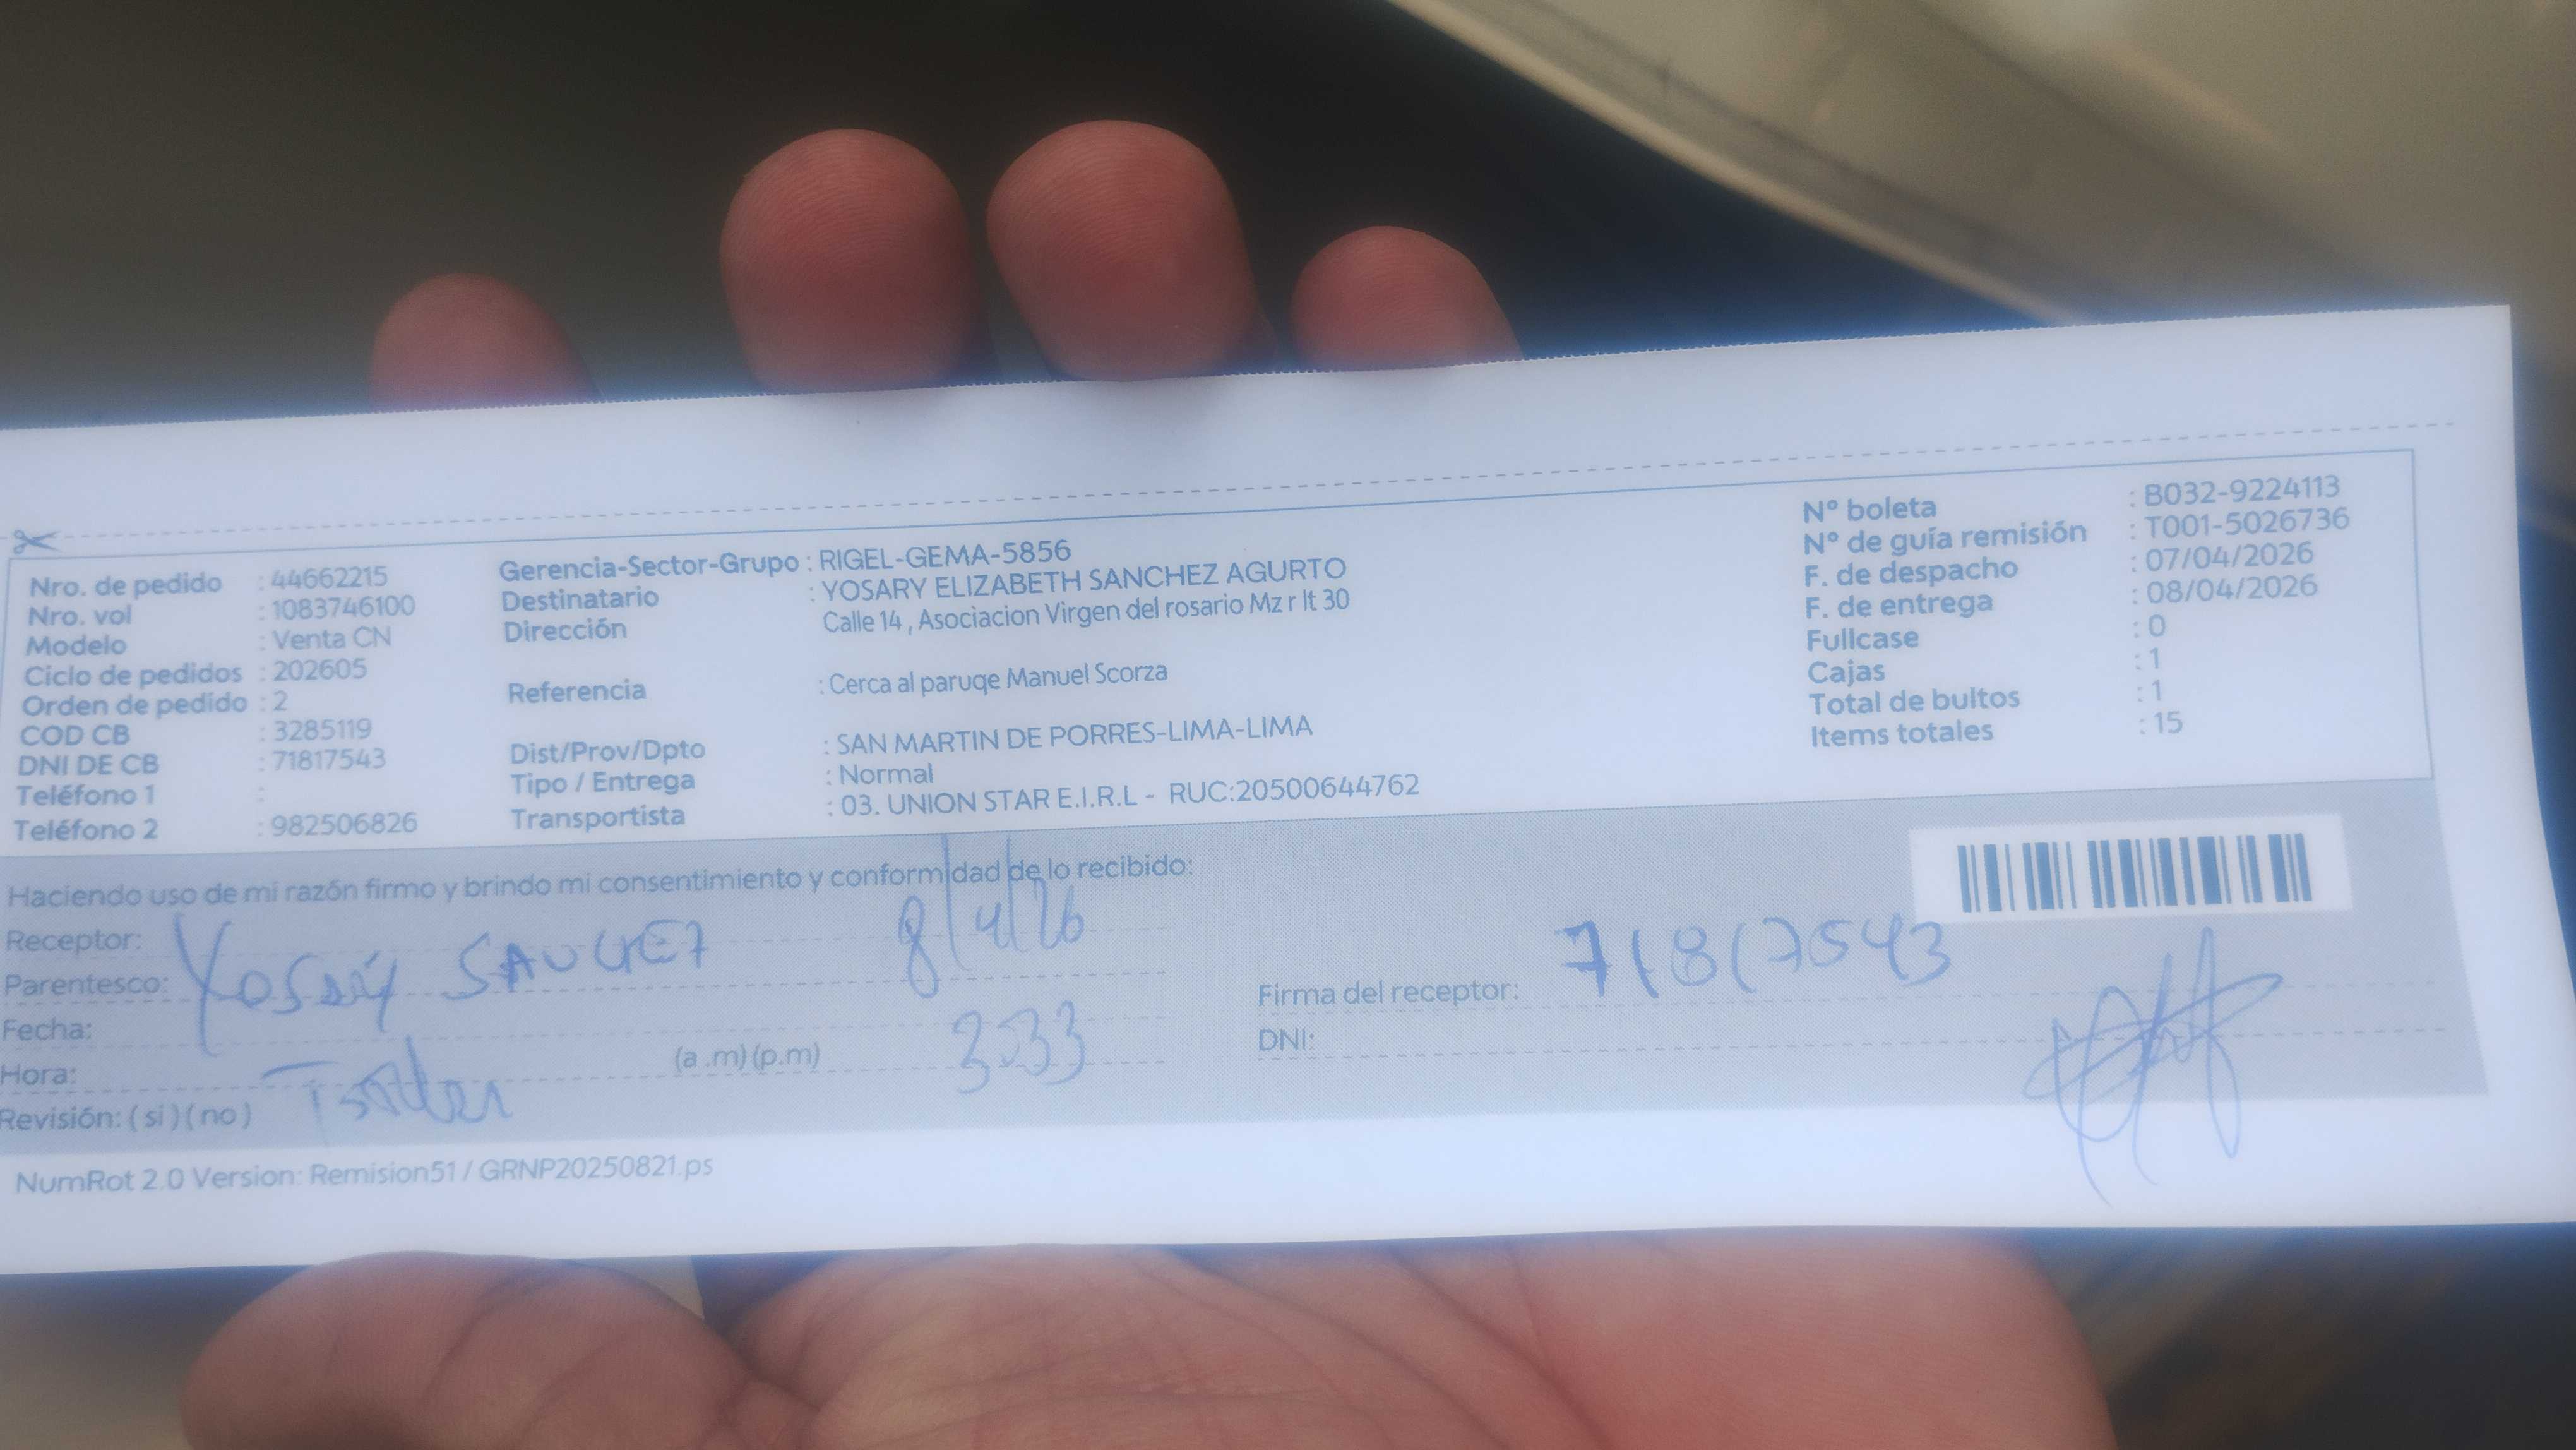 Nro. de pedido : 44662215
Nro. vol : 1083746100
Modelo : Venta CN
Ciclo de pedidos : 202605
Orden de pedido : 2
COD CB : 3285119
DNI DE CB : 71817543
Teléfono 1 :
Teléfono 2 : 982506826
Gerencia-Sector-Grupo : RIGEL-GEMA-5856
Destinatario : YOSARY ELIZABETH SANCHEZ AGURTO
Dirección Calle 14 , Asociacion Virgen del rosario Mz r lt 30
Referencia : Cerca al paruqe Manuel Scorza
Dist/Prov/Dpto : SAN MARTIN DE PORRES-LIMA-LIMA
Tipo / Entrega : Normal
Transportista : 03. UNION STAR E.I.R.L - RUC:20500644762
Nº boleta : B032-9224113
Nº de guía remisión : T001-5026736
F. de despacho : 07/04/2026
F. de entrega : 08/04/2026
Fullcase : 0
Cajas : 1
Total de bultos : 1
Items totales : 15
Haciendo uso de mi razón firmo y brindo mi consentimiento y conformidad de lo recibido:
Receptor: 8/4/26
Parentesco:
Fecha:
Hora: (a .m) (p.m) 3:33
Revisión: ( si ) ( no )
Firma del receptor: 71817543
DNI:
NumRot 2.0 Version: Remision51 / GRNP20250821.ps